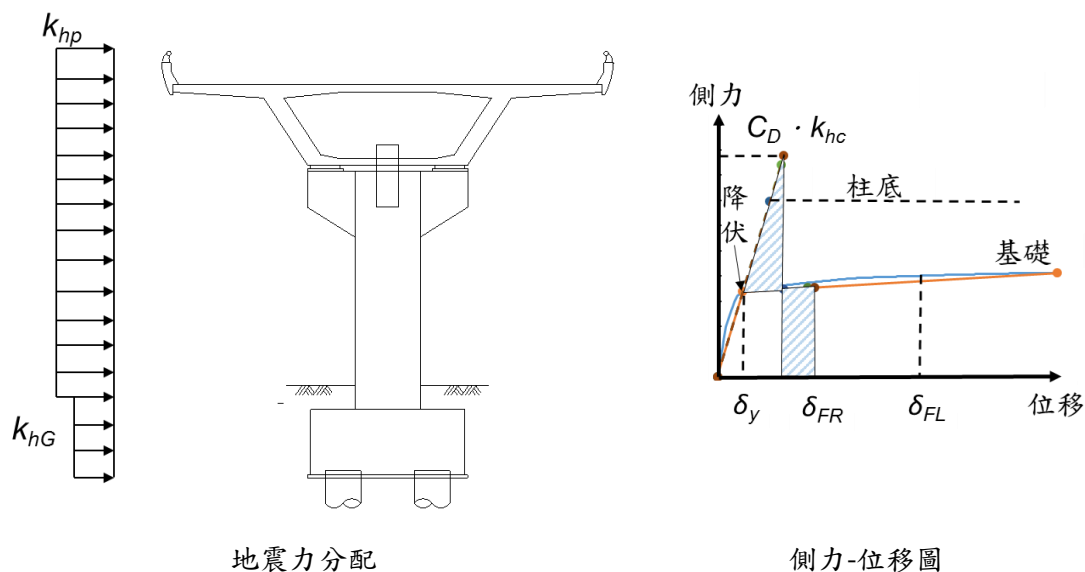 k_hp
k_hG
地震力分配
側力
C_D · k_hc
降
伏
柱底
基礎
δ_y
δ_FR
δ_FL
位移
側力-位移圖